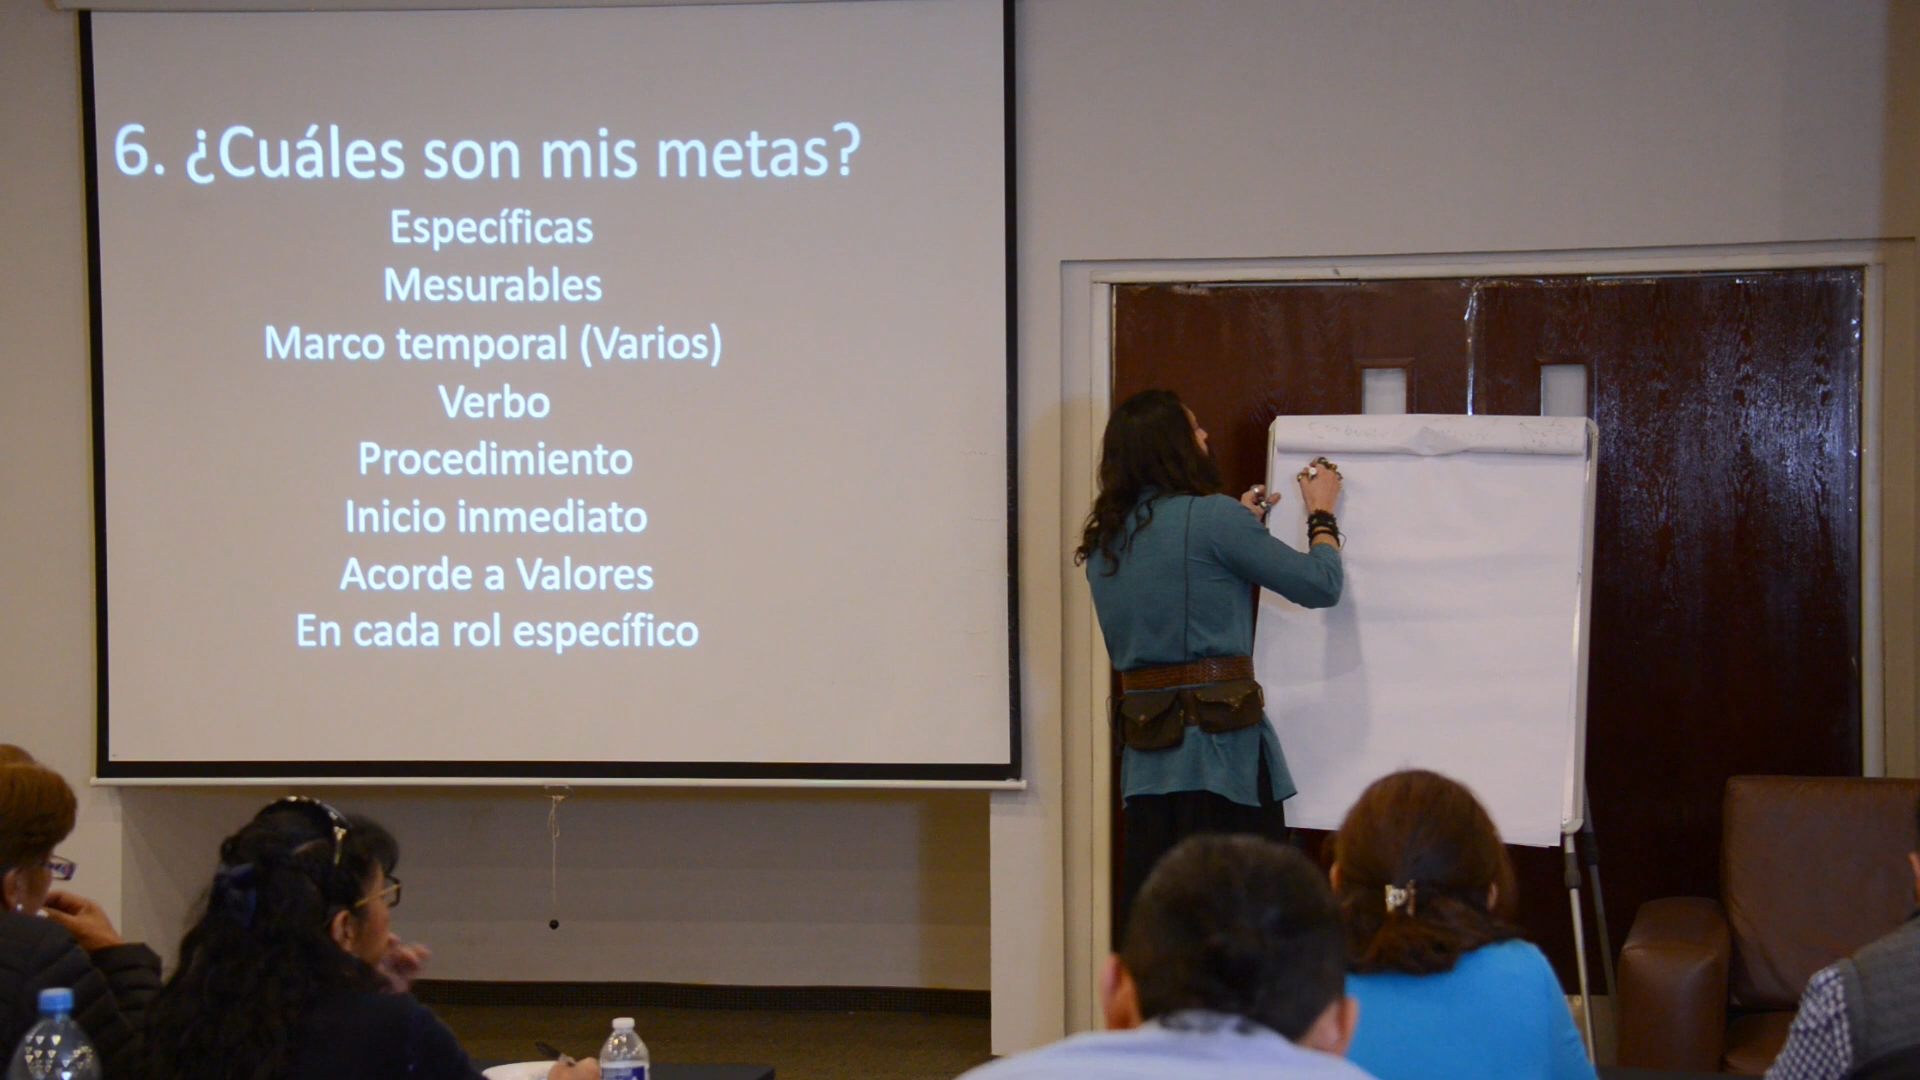 6. ¿Cuáles son mis metas?
Específicas
Mesurables
Marco temporal (Varios)
Verbo
Procedimiento
Inicio inmediato
Acorde a Valores
En cada rol específico